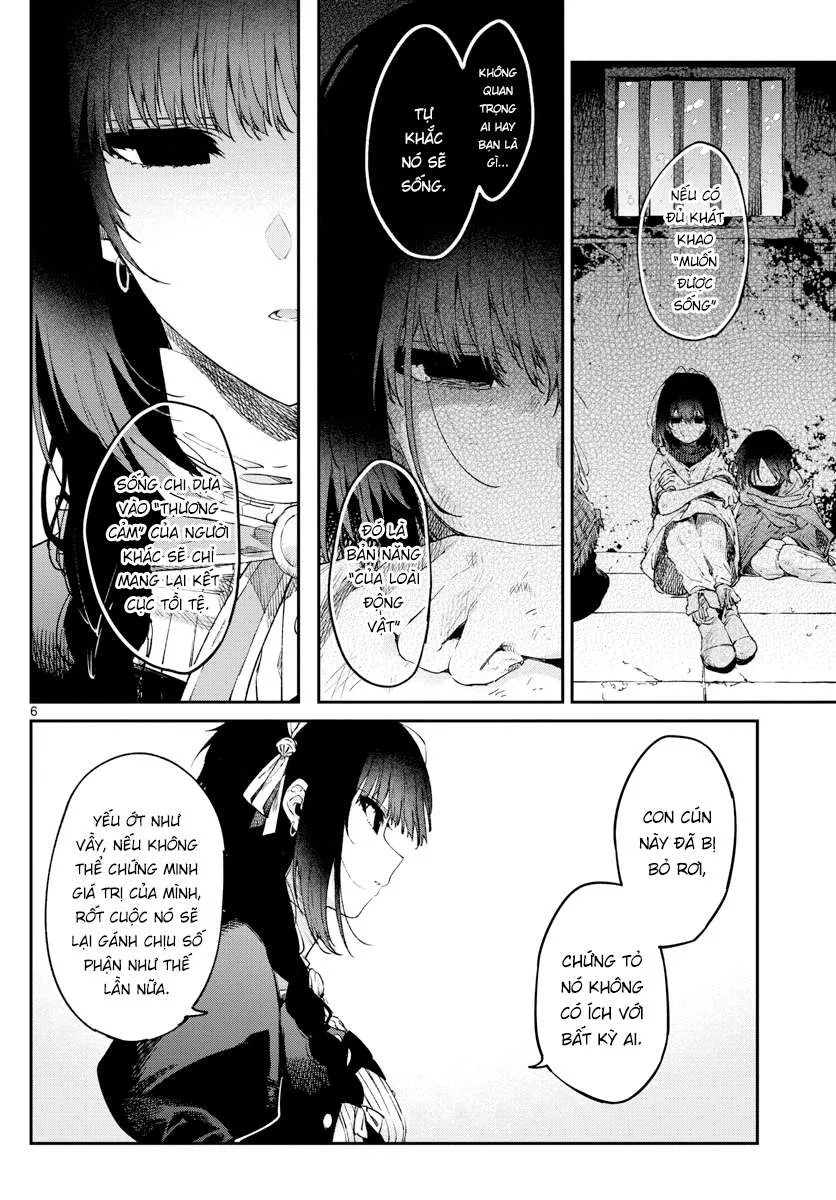 NẾU CÓ
ĐỦ KHÁT
KHAO
"MUỐN
ĐƯỢC
SỐNG"
KHÔNG
QUAN
TRỌNG
AI HAY
BẠN LÀ
GÌ...
TỰ
KHẮC
NÓ SẼ
SỐNG.
ĐÓ LÀ
BẢN NĂNG
"CỦA LOÀI
ĐỘNG
VẬT"
SỐNG CHỈ DỰA
VÀO "THƯƠNG
CẢM" CỦA NGƯỜI
KHÁC SẼ CHỈ
MANG LẠI KẾT
CỤC TỒI TỆ.
6
CON CÚN
NÀY ĐÃ BỊ
BỎ RƠI,
CHỨNG TỎ
NÓ KHÔNG
CÓ ÍCH VỚI
BẤT KỲ AI.
YẾU ỚT NHƯ
VẦY, NẾU KHÔNG
THỂ CHỨNG MINH
GIÁ TRỊ CỦA MÌNH,
RỐT CUỘC NÓ SẼ
LẠI GÁNH CHỊU SỐ
PHẬN NHƯ THẾ
LẦN NỮA.